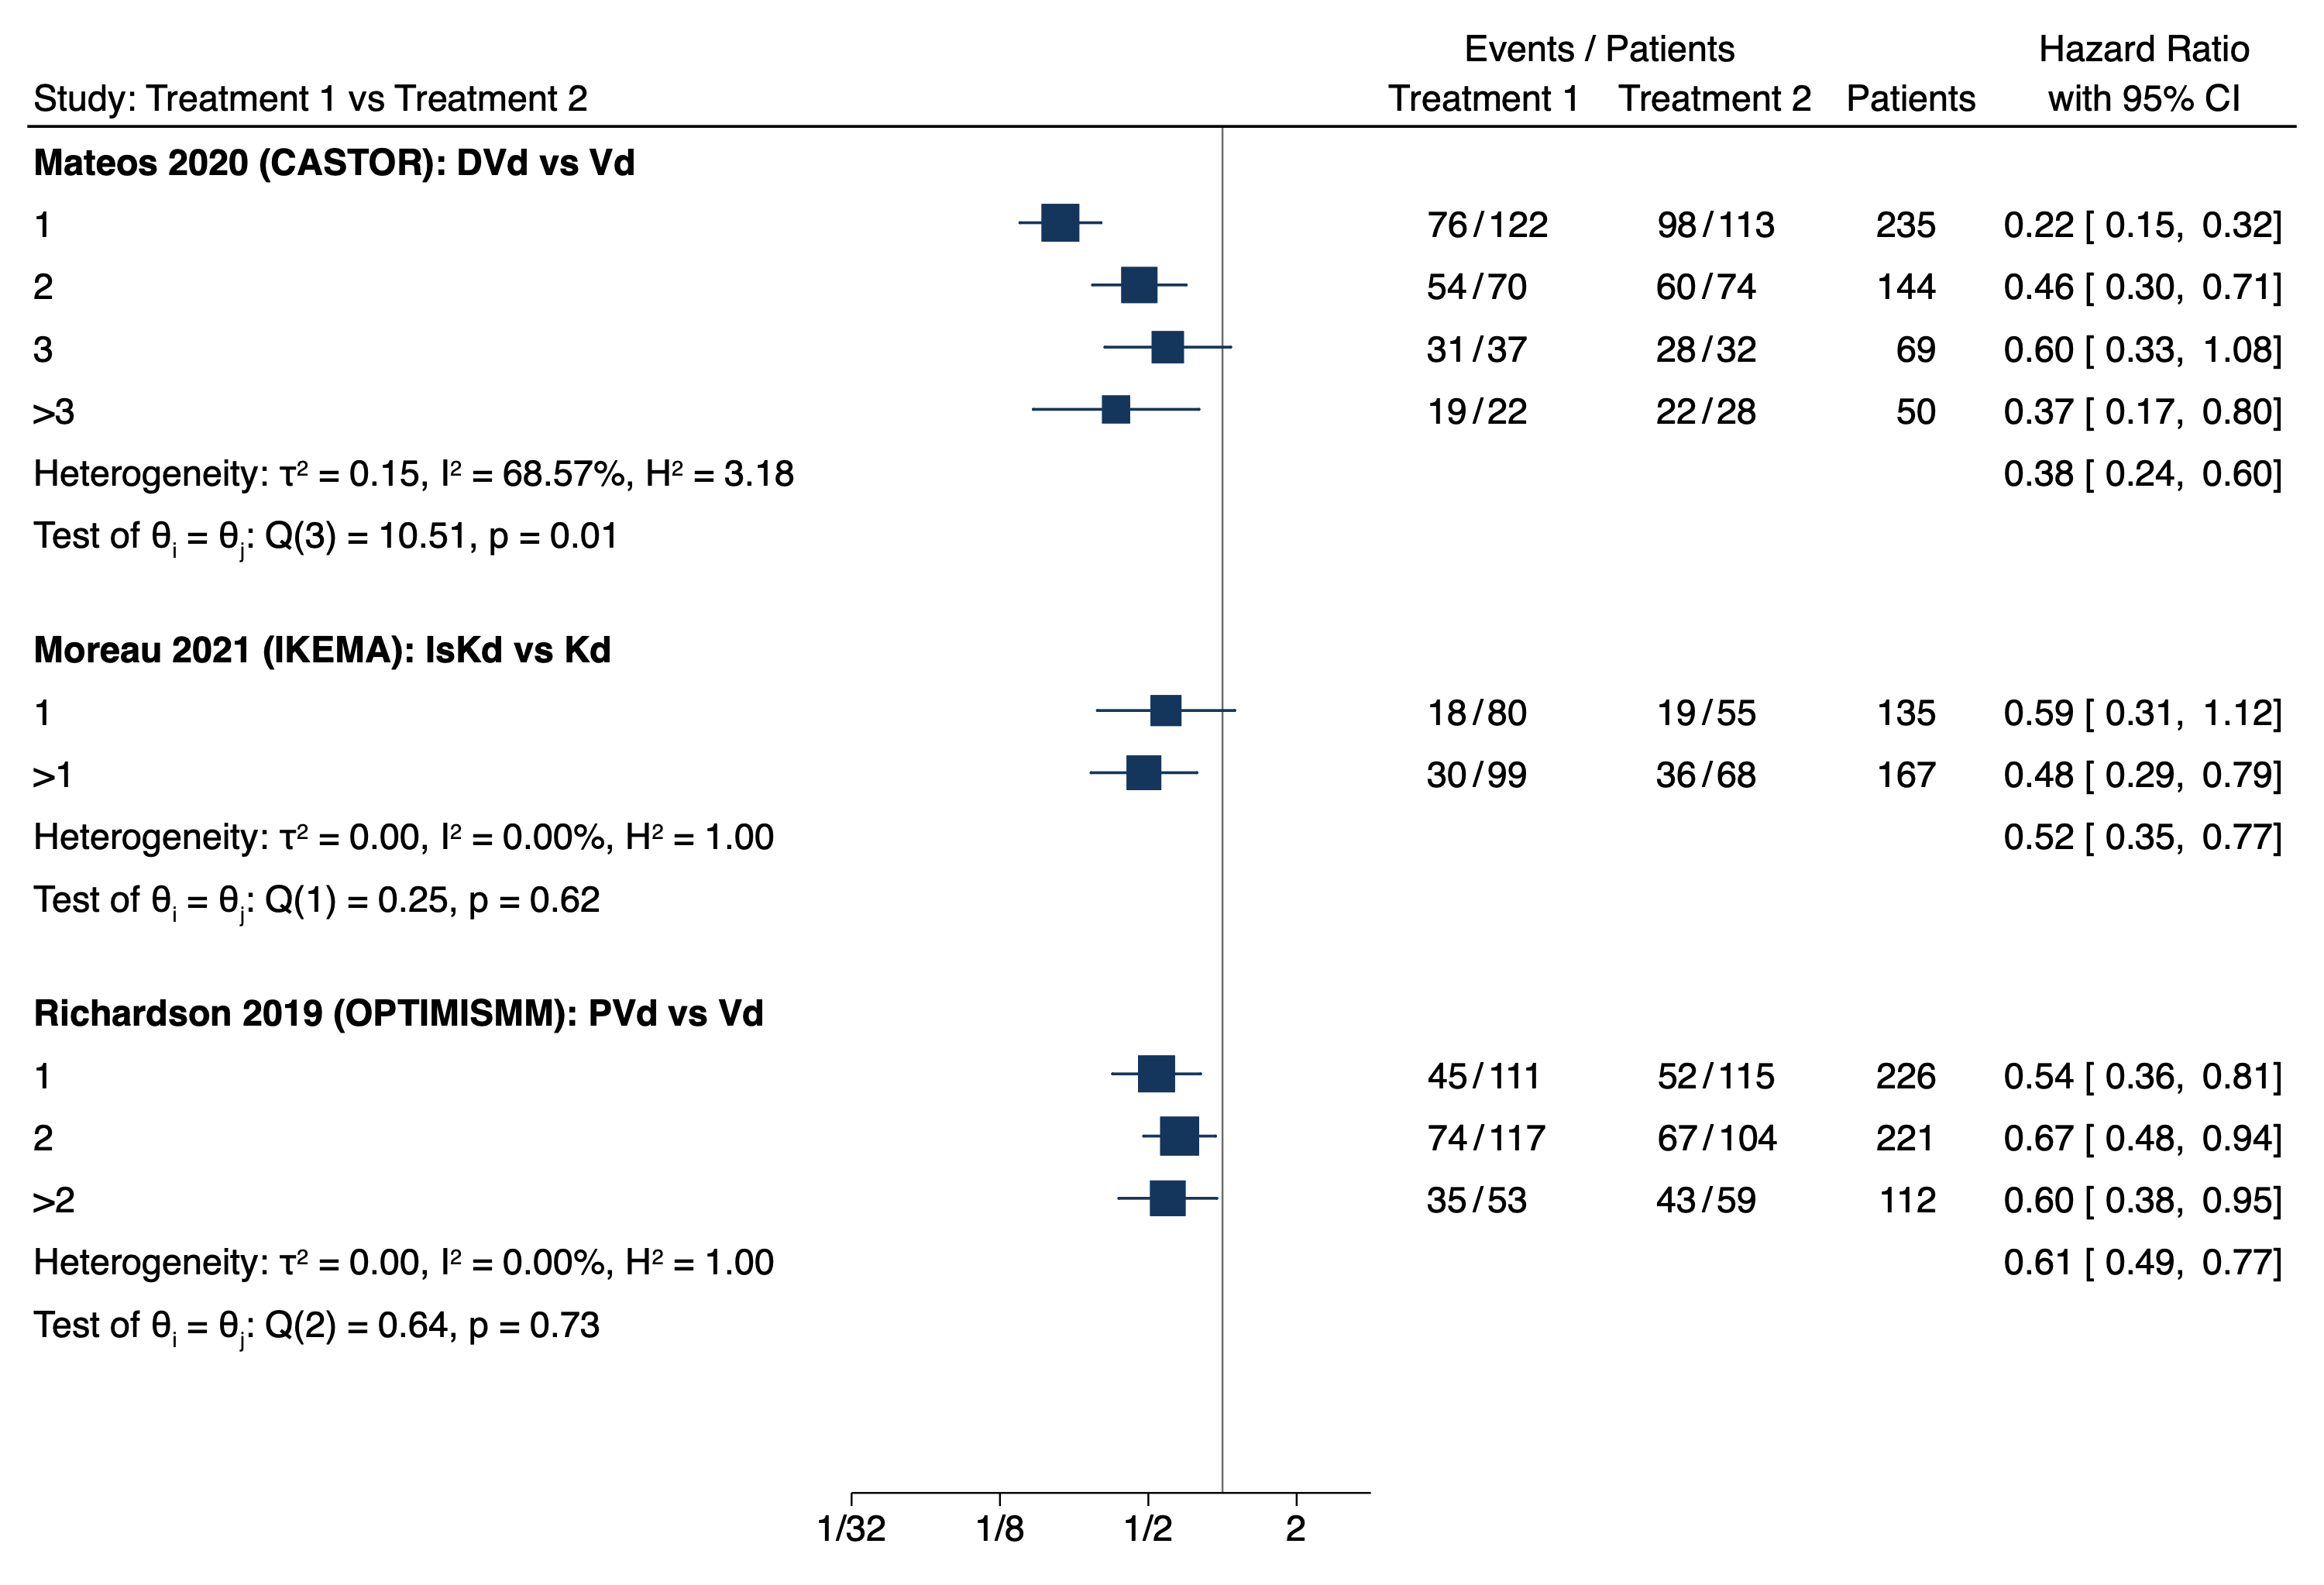 Events / Patients Hazard Ratio
Study: Treatment 1 vs Treatment 2 Treatment 1 Treatment 2 Patients with 95% CI
Mateos 2020 (CASTOR): DVd vs Vd
1 76/122 98/113 235 0.22 [ 0.15, 0.32]
2 54/70 60/74 144 0.46 [ 0.30, 0.71]
3 31/37 28/32 69 0.60 [ 0.33, 1.08]
>3 19/22 22/28 50 0.37 [ 0.17, 0.80]
Heterogeneity: τ² = 0.15, I² = 68.57%, H² = 3.18 0.38 [ 0.24, 0.60]
Test of θᵢ = θⱼ: Q(3) = 10.51, p = 0.01
Moreau 2021 (IKEMA): IsKd vs Kd
1 18/80 19/55 135 0.59 [ 0.31, 1.12]
>1 30/99 36/68 167 0.48 [ 0.29, 0.79]
Heterogeneity: τ² = 0.00, I² = 0.00%, H² = 1.00 0.52 [ 0.35, 0.77]
Test of θᵢ = θⱼ: Q(1) = 0.25, p = 0.62
Richardson 2019 (OPTIMISMM): PVd vs Vd
1 45/111 52/115 226 0.54 [ 0.36, 0.81]
2 74/117 67/104 221 0.67 [ 0.48, 0.94]
>2 35/53 43/59 112 0.60 [ 0.38, 0.95]
Heterogeneity: τ² = 0.00, I² = 0.00%, H² = 1.00 0.61 [ 0.49, 0.77]
Test of θᵢ = θⱼ: Q(2) = 0.64, p = 0.73
1/32 1/8 1/2 2